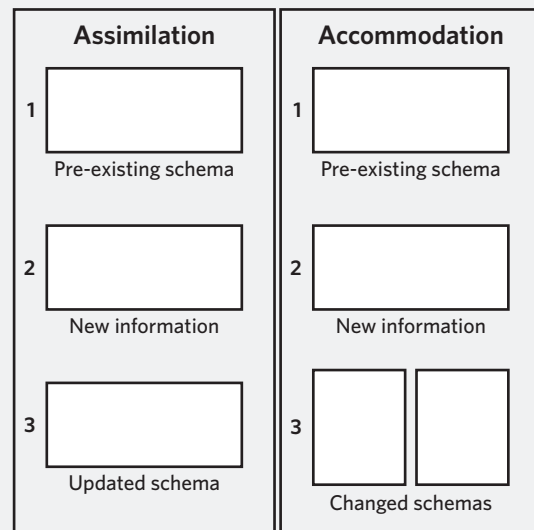 Assimilation
1
Pre-existing schema
2
New information
3
Updated schema
Accommodation
1
Pre-existing schema
2
New information
3
Changed schemas